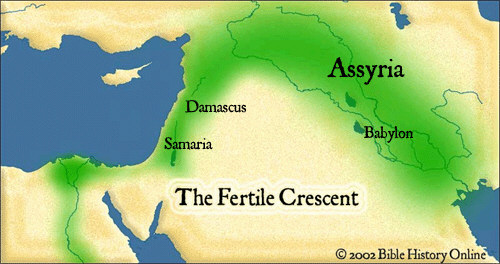 Assyria
Damascus
Babylon
Samaria
The Fertile Crescent
© 2002 Bible History Online